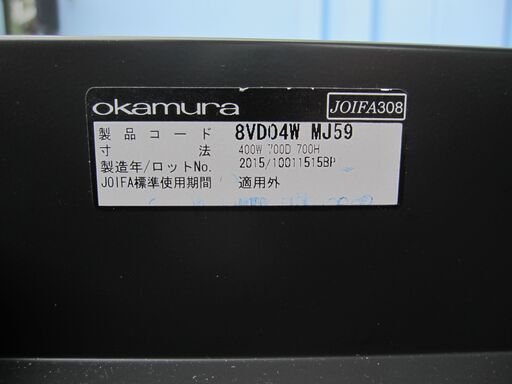 okamura
JOIFA308
製品コード 8VD04W MJ59
寸法 400W 700D 700H
製造年/ロットNo. 2015/10011515BP
JOIFA標準使用期間 適用外